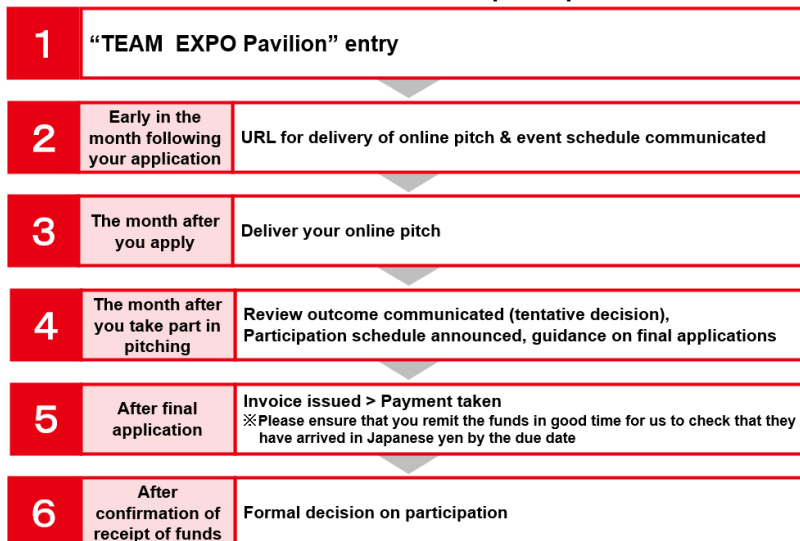 1
“TEAM EXPO Pavilion” entry
2
Early in the
month following
your application
URL for delivery of online pitch & event schedule communicated
3
The month after
you apply
Deliver your online pitch
4
The month after
you take part in
pitching
Review outcome communicated (tentative decision),
Participation schedule announced, guidance on final applications
5
After final
application
Invoice issued > Payment taken
※Please ensure that you remit the funds in good time for us to check that they
have arrived in Japanese yen by the due date
6
After
confirmation of
receipt of funds
Formal decision on participation